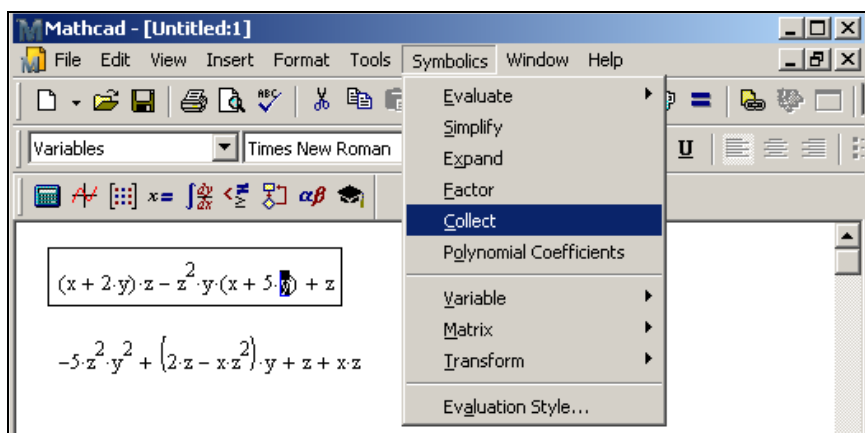 Mathcad - [Untitled:1]
File Edit View Insert Format Tools Symbolics Window Help
Variables Times New Roman U
x= αβ
Evaluate
Simplify
Expand
Factor
Collect
Polynomial Coefficients
Variable
Matrix
Transform
Evaluation Style...
(x + 2·y)·z − z²·y·(x + 5·y) + z
−5·z²·y² + (2·z − x·z²)·y + z + x·z